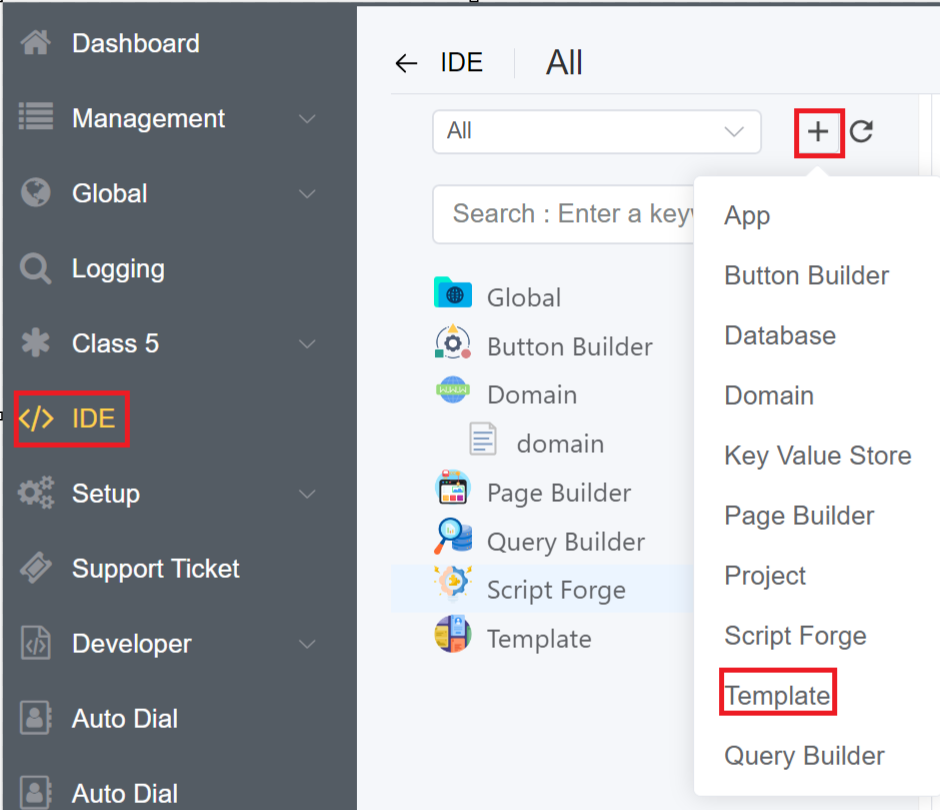 Dashboard
Management
Global
Logging
Class 5
IDE
Setup
Support Ticket
Developer
Auto Dial
Auto Dial
IDE
All
All
Search : Enter a key
Global
Button Builder
Domain
domain
Page Builder
Query Builder
Script Forge
Template
App
Button Builder
Database
Domain
Key Value Store
Page Builder
Project
Script Forge
Template
Query Builder